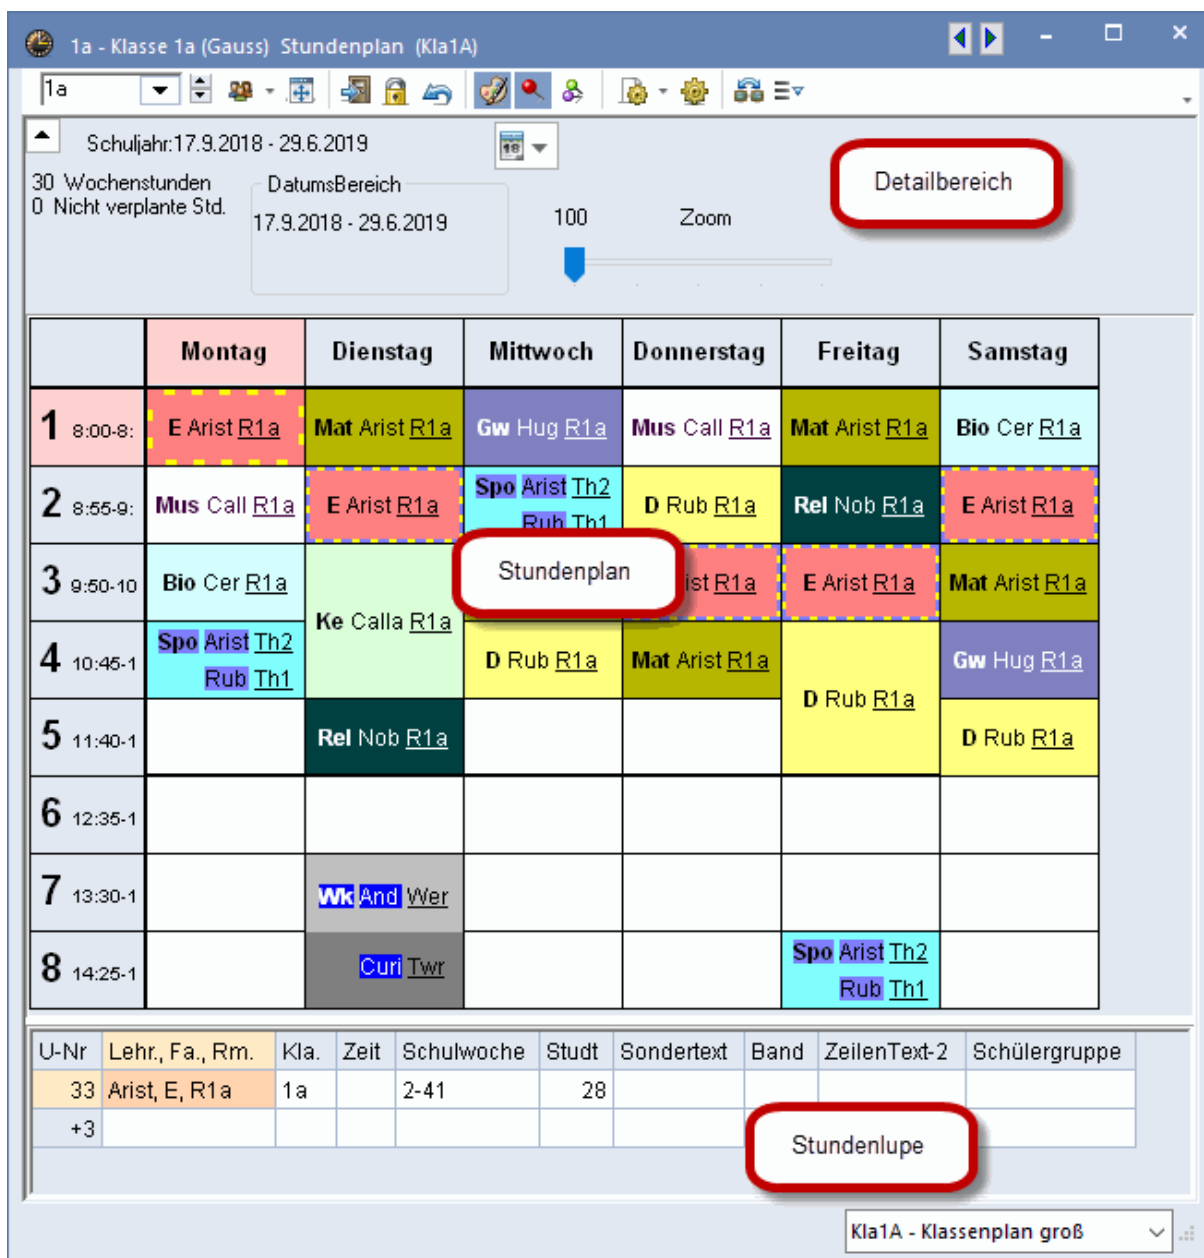 1a - Klasse 1a (Gauss) Stundenplan (Kla1A)
1a
Schuljahr:17.9.2018 - 29.6.2019
18
30 Wochenstunden
0 Nicht verplante Std.
DatumsBereich
17.9.2018 - 29.6.2019
100 Zoom
Detailbereich
Montag Dienstag Mittwoch Donnerstag Freitag Samstag
1 8:00-8: E Arist R1a Mat Arist R1a Gw Hug R1a Mus Call R1a Mat Arist R1a Bio Cer R1a
2 8:55-9: Mus Call R1a E Arist R1a Spo Arist Th2 D Rub R1a Rel Nob R1a E Arist R1a
Rub Th1
3 9:50-10 Bio Cer R1a Stundenplan ist R1a E Arist R1a Mat Arist R1a
Ke Calla R1a
4 10:45-1 Spo Arist Th2 D Rub R1a Mat Arist R1a Gw Hug R1a
Rub Th1
D Rub R1a
5 11:40-1 Rel Nob R1a D Rub R1a
6 12:35-1
7 13:30-1 Wk And Wer
8 14:25-1 Curi Twr Spo Arist Th2
Rub Th1
U-Nr Lehr., Fa., Rm. Kla. Zeit Schulwoche Studt Sondertext Band ZeilenText-2 Schülergruppe
33 Arist, E, R1a 1a 2-41 28
+3
Stundenlupe
Kla1A - Klassenplan groß